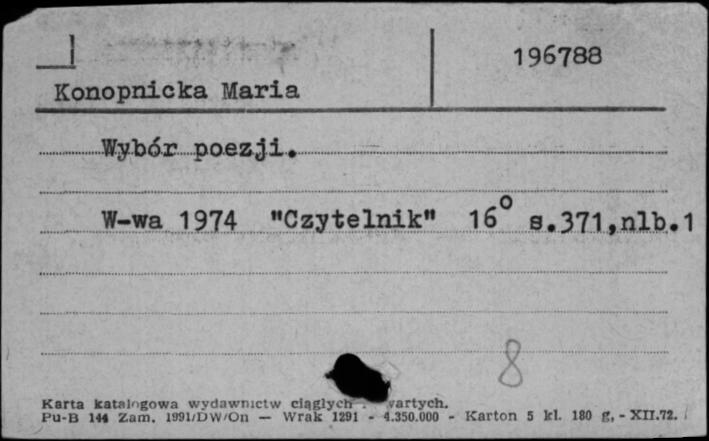 196788
Konopnicka Maria
Wybór poezji.
W-wa 1974 "Czytelnik" 16° s.371,nlb.1
8
Karta katalogowa wydawnictw ciągłych
Pu-B 144 Zam. 1991/DW/On — Wrak 1291 - 4.350.000 - Karton 5 kl. 180 g, - XII.72.